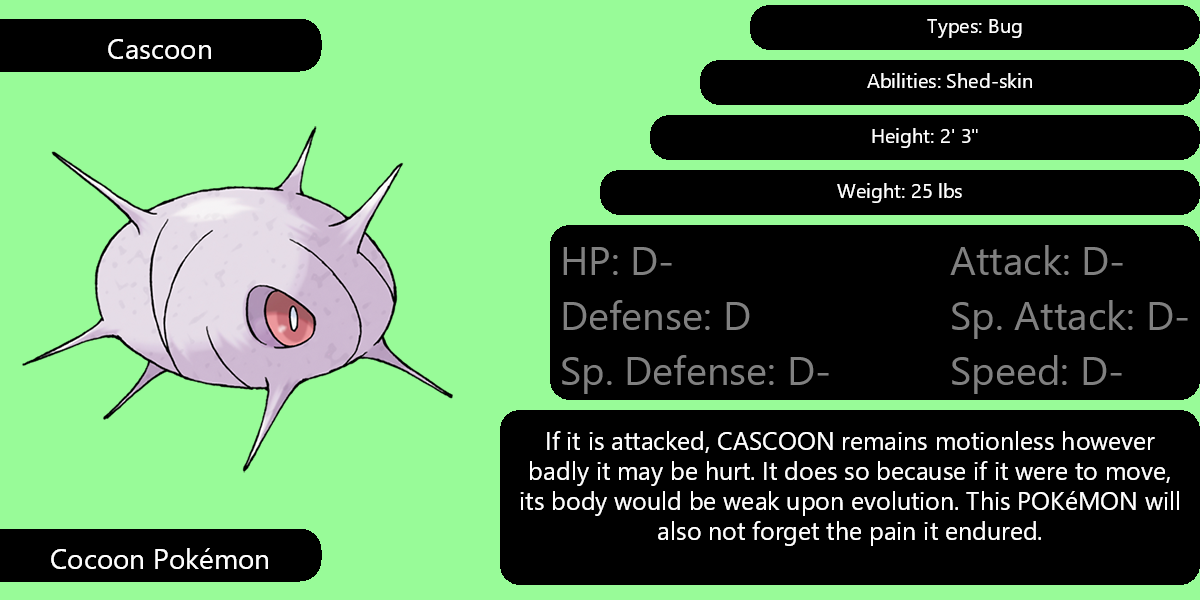 Cascoon
Types: Bug
Abilities: Shed-skin
Height: 2' 3"
Weight: 25 lbs
HP: D-
Attack: D-
Defense: D
Sp. Attack: D-
Sp. Defense: D-
Speed: D-
If it is attacked, CASCOON remains motionless however
badly it may be hurt. It does so because if it were to move,
its body would be weak upon evolution. This POKéMON will
also not forget the pain it endured.
Cocoon Pokémon